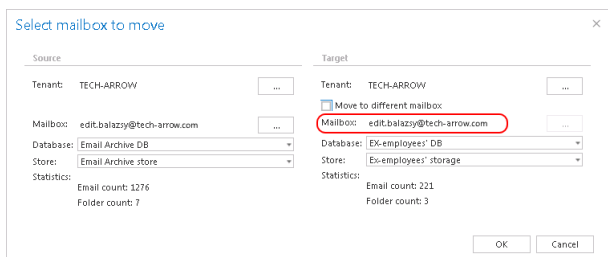 Select mailbox to move
Source
Tenant: TECH-ARROW ...
Mailbox: edit.balazsy@tech-arrow.com ...
Database: Email Archive DB
Store: Email Archive store
Statistics:
Email count: 1276
Folder count: 7
Target
Tenant: TECH-ARROW ...
Move to different mailbox
Mailbox: edit.balazsy@tech-arrow.com ...
Database: EX-employees' DB
Store: Ex-employees' storage
Statistics:
Email count: 221
Folder count: 3
OK Cancel